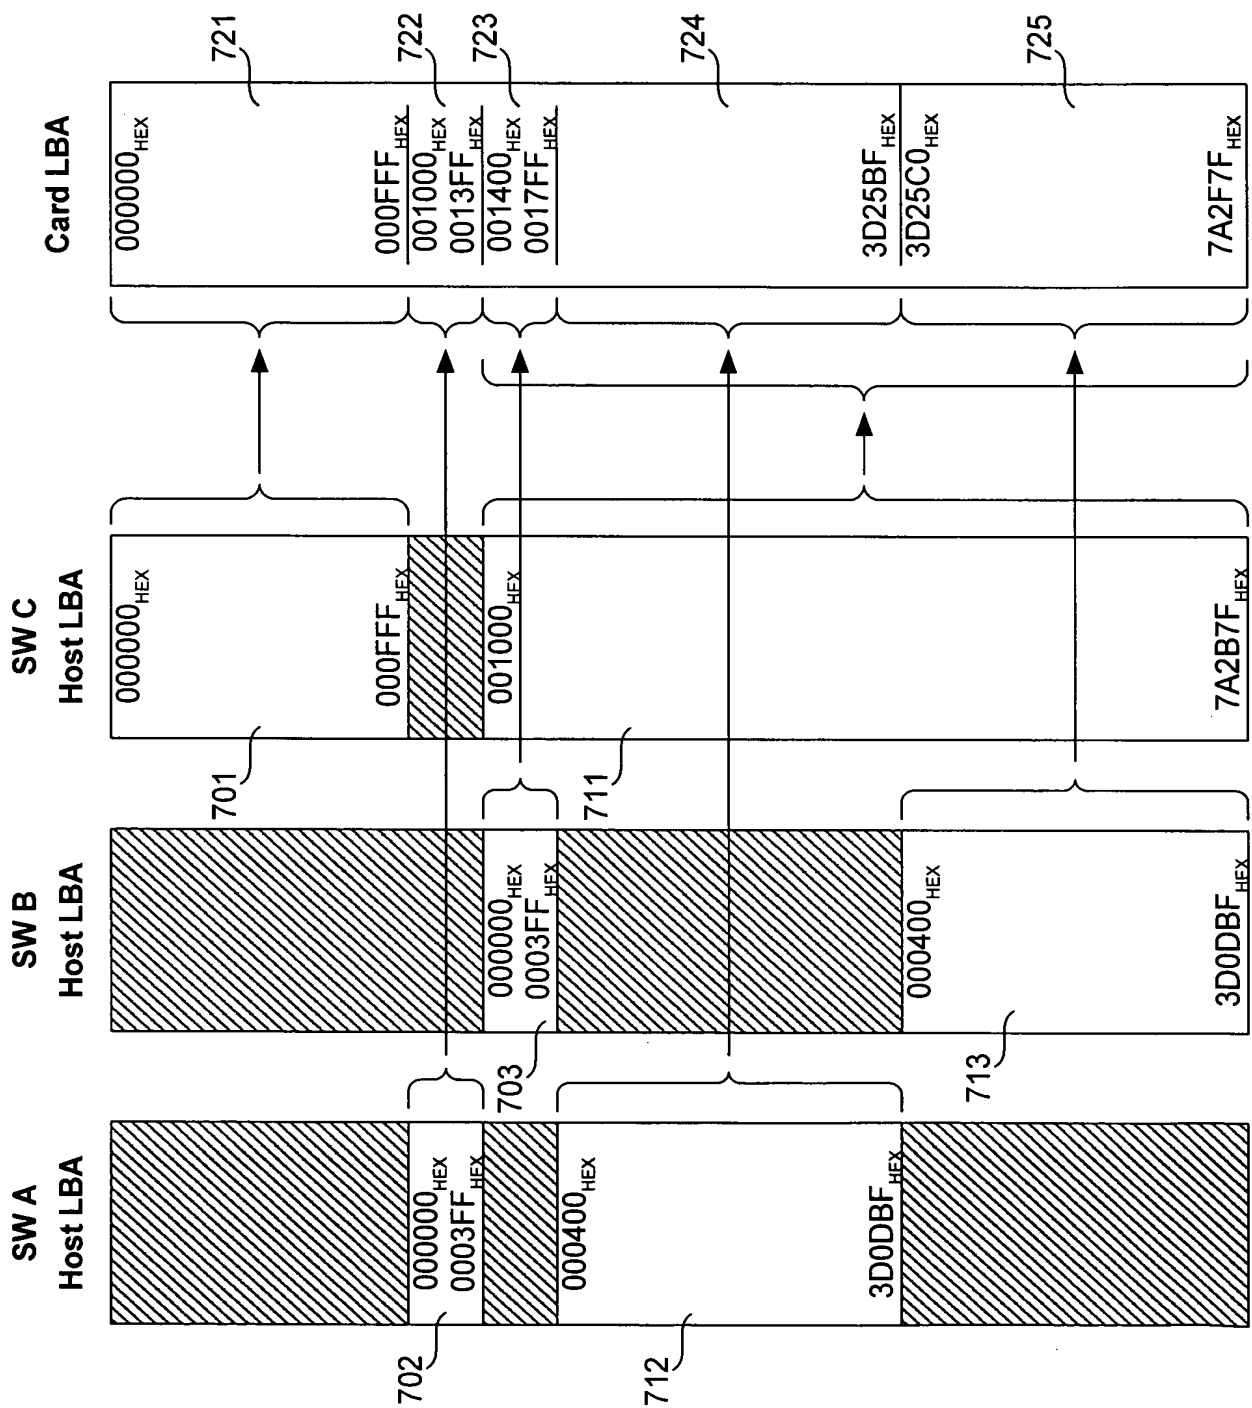 SW A
Host LBA
000000HEX
0003FFHEX
000400HEX
3D0DBFHEX
702
712
SW B
Host LBA
000000HEX
0003FFHEX
000400HEX
3D0DBFHEX
703
713
SW C
Host LBA
000000HEX
000FFFHEX
001000HEX
7A2B7FHEX
701
711
Card LBA
000000HEX
000FFFHEX
001000HEX
0013FFHEX
001400HEX
0017FFHEX
3D25BFHEX
3D25C0HEX
7A2F7FHEX
721
722
723
724
725